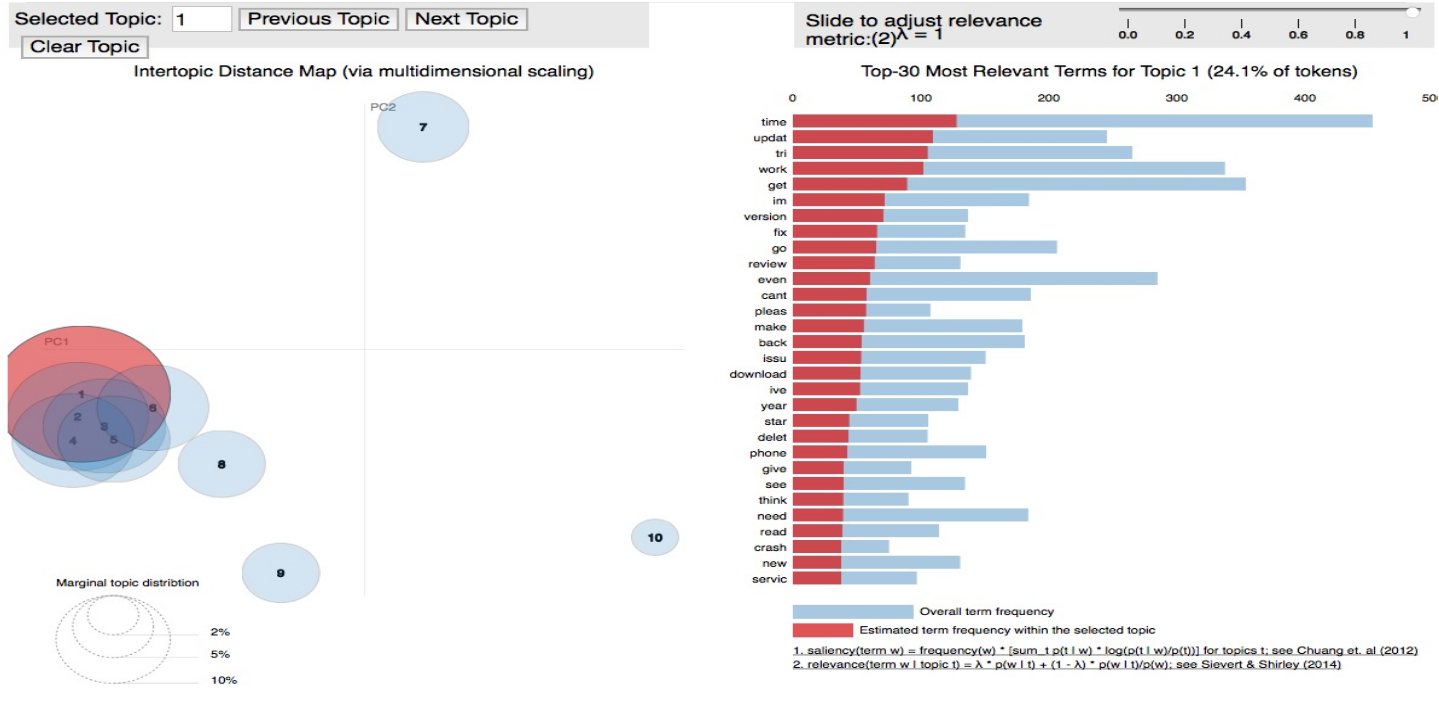 Selected Topic: 1 Previous Topic Next Topic
Clear Topic
Slide to adjust relevance
metric:(2)λ = 1
0.0 0.2 0.4 0.6 0.8 1
Intertopic Distance Map (via multidimensional scaling)
PC2
7
PC1
1
6
2
3
4
5
8
10
9
Marginal topic distribtion
2%
5%
10%
Top-30 Most Relevant Terms for Topic 1 (24.1% of tokens)
0 100 200 300 400 50
time
updat
tri
work
get
im
version
fix
go
review
even
cant
pleas
make
back
issu
download
ive
year
star
delet
phone
give
see
think
need
read
crash
new
servic
Overall term frequency
Estimated term frequency within the selected topic
1. saliency(term w) = frequency(w) * [sum_t p(t | w) * log(p(t | w)/p(t))] for topics t; see Chuang et. al (2012)
2. relevance(term w | topic t) = λ * p(w | t) + (1 - λ) * p(w | t)/p(w); see Sievert & Shirley (2014)